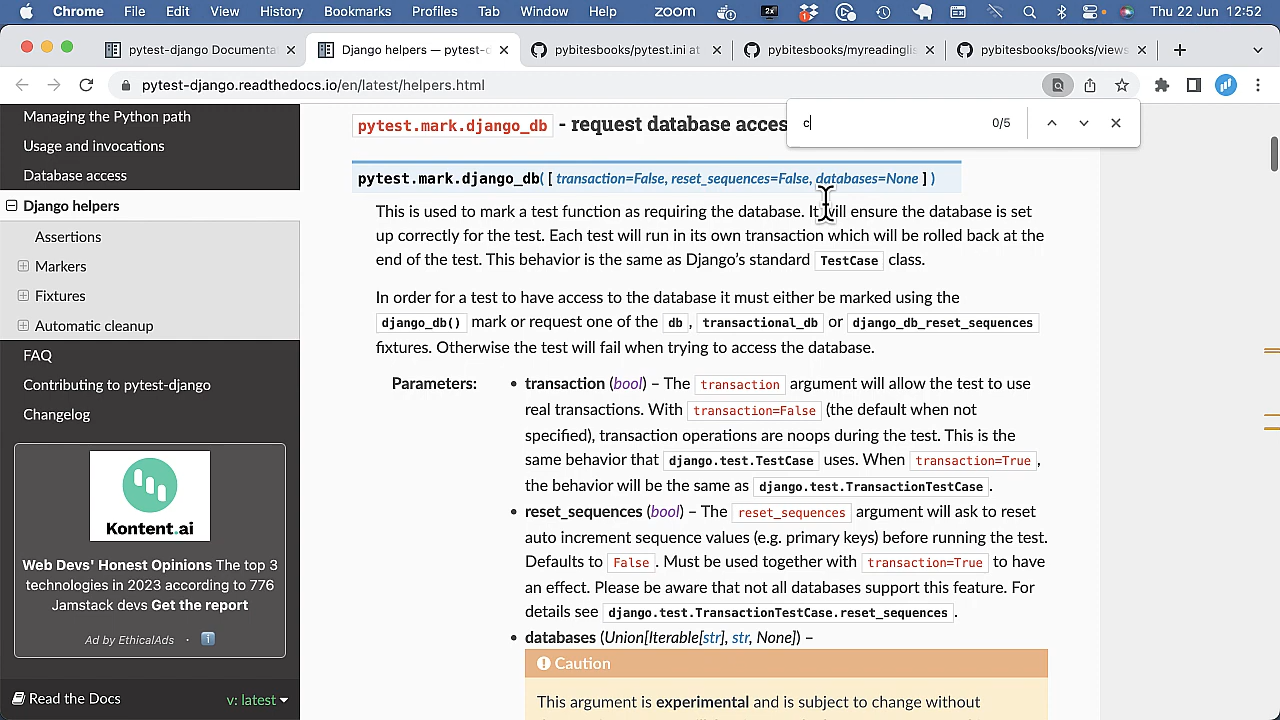 Chrome File Edit View History Bookmarks Profiles Tab Window Help zoom 2x Thu 22 Jun 12:52
pytest-django Documenta
Django helpers — pytest-d
pybitesbooks/pytest.ini at
pybitesbooks/myreadinglis
pybitesbooks/books/views
pytest-django.readthedocs.io/en/latest/helpers.html
c 0/5
Managing the Python path
Usage and invocations
Database access
Django helpers
Assertions
Markers
Fixtures
Automatic cleanup
FAQ
Contributing to pytest-django
Changelog
Kontent.ai
Web Devs' Honest Opinions The top 3
technologies in 2023 according to 776
Jamstack devs Get the report
Ad by EthicalAds ·
Read the Docs v: latest
pytest.mark.django_db - request database acces
pytest.mark.django_db([transaction=False, reset_sequences=False, databases=None])
This is used to mark a test function as requiring the database. It will ensure the database is set
up correctly for the test. Each test will run in its own transaction which will be rolled back at the
end of the test. This behavior is the same as Django's standard TestCase class.
In order for a test to have access to the database it must either be marked using the
django_db() mark or request one of the db, transactional_db or django_db_reset_sequences
fixtures. Otherwise the test will fail when trying to access the database.
Parameters:
• transaction (bool) – The transaction argument will allow the test to use
real transactions. With transaction=False (the default when not
specified), transaction operations are noops during the test. This is the
same behavior that django.test.TestCase uses. When transaction=True,
the behavior will be the same as django.test.TransactionTestCase.
• reset_sequences (bool) – The reset_sequences argument will ask to reset
auto increment sequence values (e.g. primary keys) before running the test.
Defaults to False. Must be used together with transaction=True to have
an effect. Please be aware that not all databases support this feature. For
details see django.test.TransactionTestCase.reset_sequences.
• databases (Union[Iterable[str], str, None]) –
Caution
This argument is experimental and is subject to change without